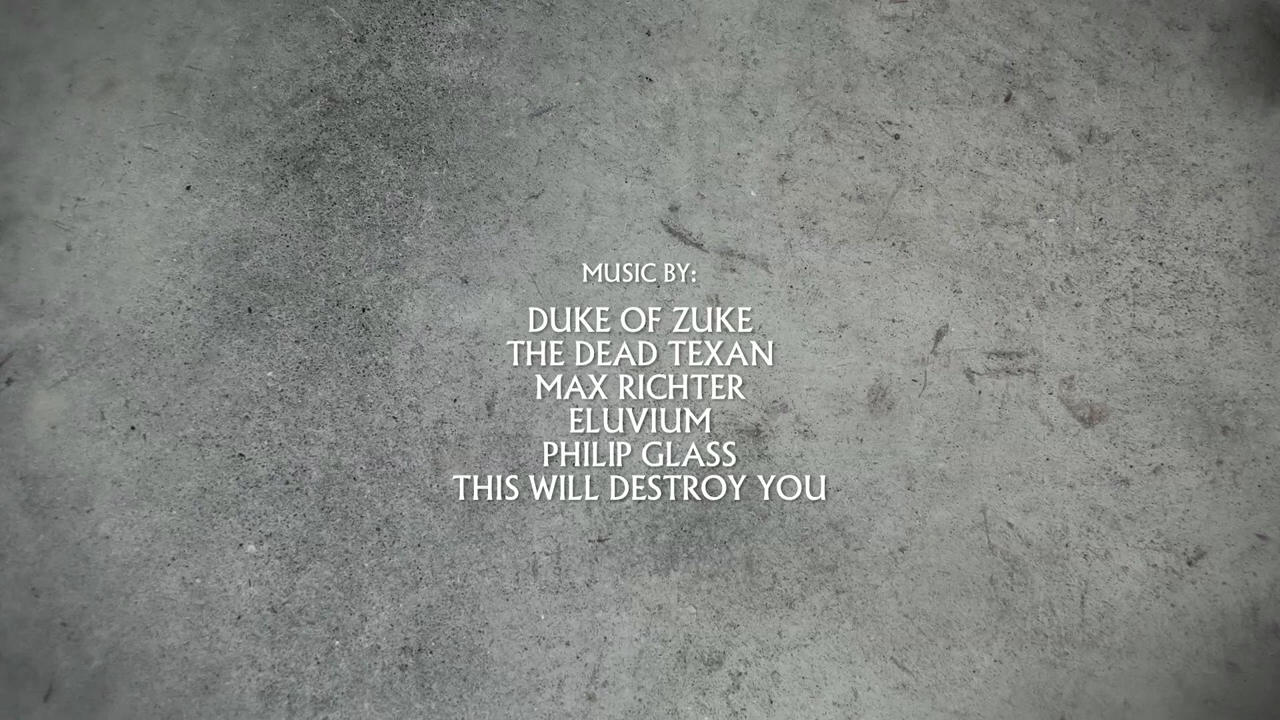 MUSIC BY:
DUKE OF ZUKE
THE DEAD TEXAN
MAX RICHTER
ELUVIUM
PHILIP GLASS
THIS WILL DESTROY YOU